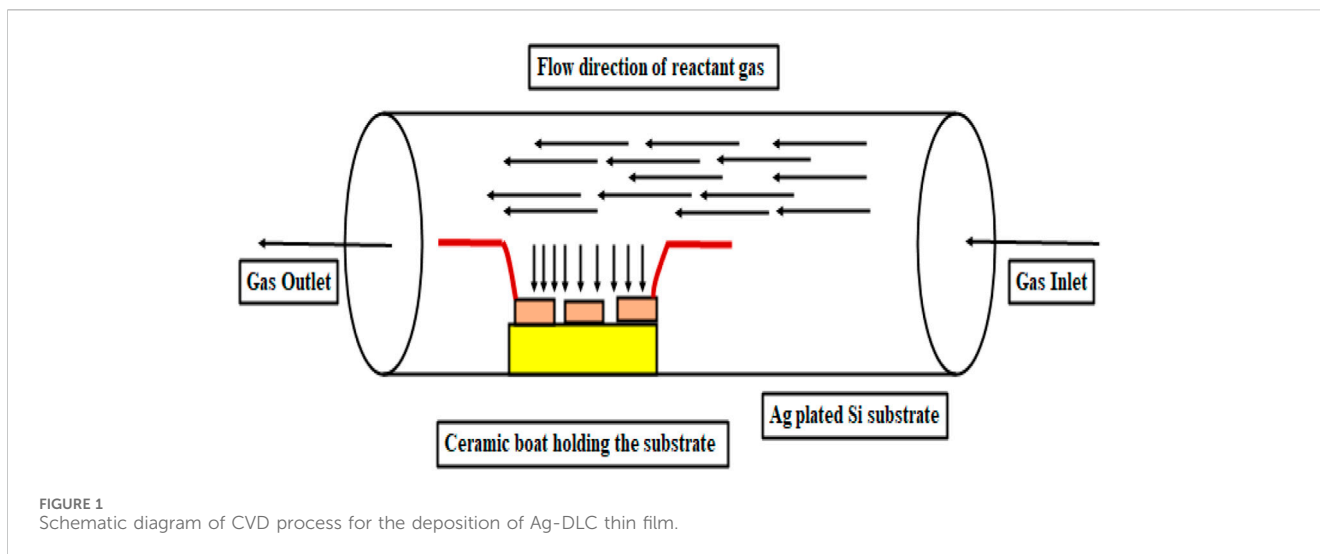 Flow direction of reactant gas
Gas Outlet
Gas Inlet
Ag plated Si substrate
Ceramic boat holding the substrate
FIGURE 1
Schematic diagram of CVD process for the deposition of Ag-DLC thin film.